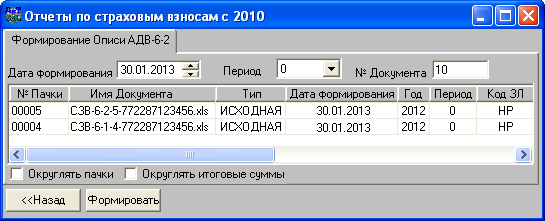 Отчеты по страховым взносам с 2010
Формирование Описи АДВ-6-2
Дата формирования 30.01.2013 Период 0 № Документа 10
№ Пачки Имя Документа Тип Дата Формирования Год Период Код ЗЛ
00005 СЗВ-6-2-5-772287123456.xls ИСХОДНАЯ 30.01.2013 2012 0 НР
00004 СЗВ-6-1-4-772287123456.xls ИСХОДНАЯ 30.01.2013 2012 0 НР
Округлять пачки Округлять итоговые суммы
<<Назад Формировать